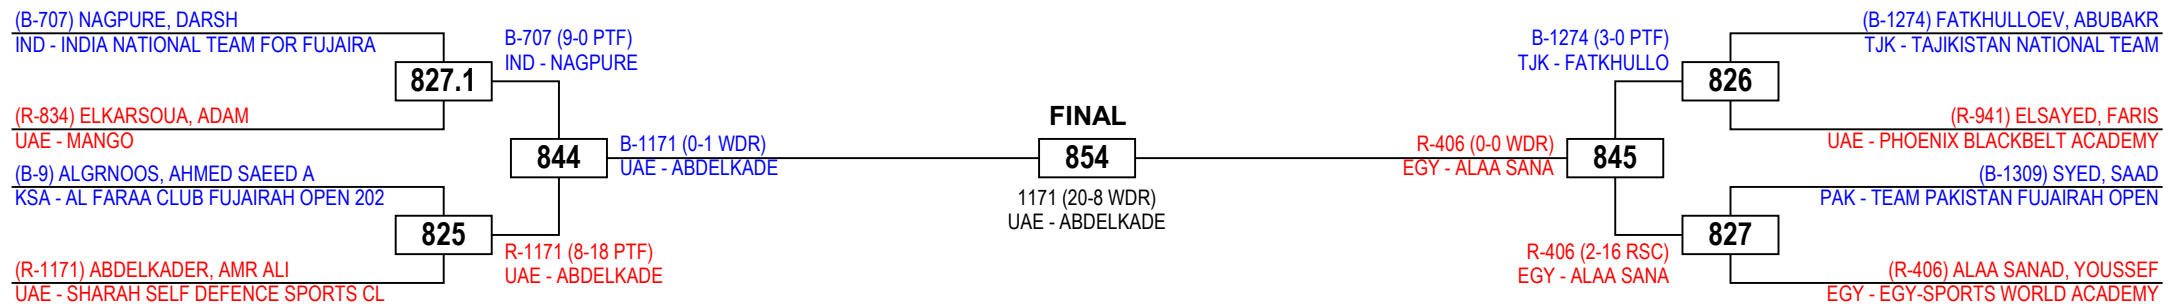 (B-707) NAGPURE, DARSH
IND - INDIA NATIONAL TEAM FOR FUJAIRA
827.1
(R-834) ELKARSOUA, ADAM
UAE - MANGO
B-707 (9-0 PTF)
IND - NAGPURE
844
(B-9) ALGRNOOS, AHMED SAEED A
KSA - AL FARAA CLUB FUJAIRAH OPEN 202
825
(R-1171) ABDELKADER, AMR ALI
UAE - SHARAH SELF DEFENCE SPORTS CL
R-1171 (8-18 PTF)
UAE - ABDELKADE
B-1171 (0-1 WDR)
UAE - ABDELKADE
FINAL
854
1171 (20-8 WDR)
UAE - ABDELKADE
R-406 (0-0 WDR)
EGY - ALAA SANA
845
B-1274 (3-0 PTF)
TJK - FATKHULLO
(B-1274) FATKHULLOEV, ABUBAKR
TJK - TAJIKISTAN NATIONAL TEAM
826
(R-941) ELSAYED, FARIS
UAE - PHOENIX BLACKBELT ACADEMY
(B-1309) SYED, SAAD
PAK - TEAM PAKISTAN FUJAIRAH OPEN
827
R-406 (2-16 RSC)
EGY - ALAA SANA
(R-406) ALAA SANAD, YOUSSEF
EGY - EGY-SPORTS WORLD ACADEMY